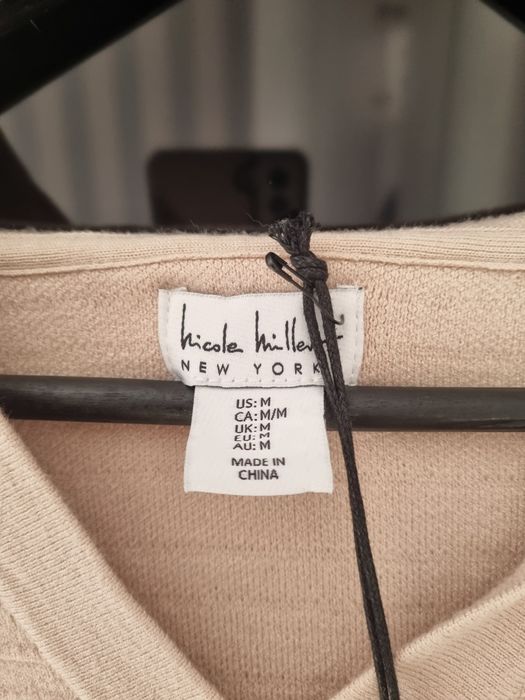 nicole miller
NEW YORK
US: M
CA: M/M
UK: M
EU: M
AU: M
MADE IN
CHINA